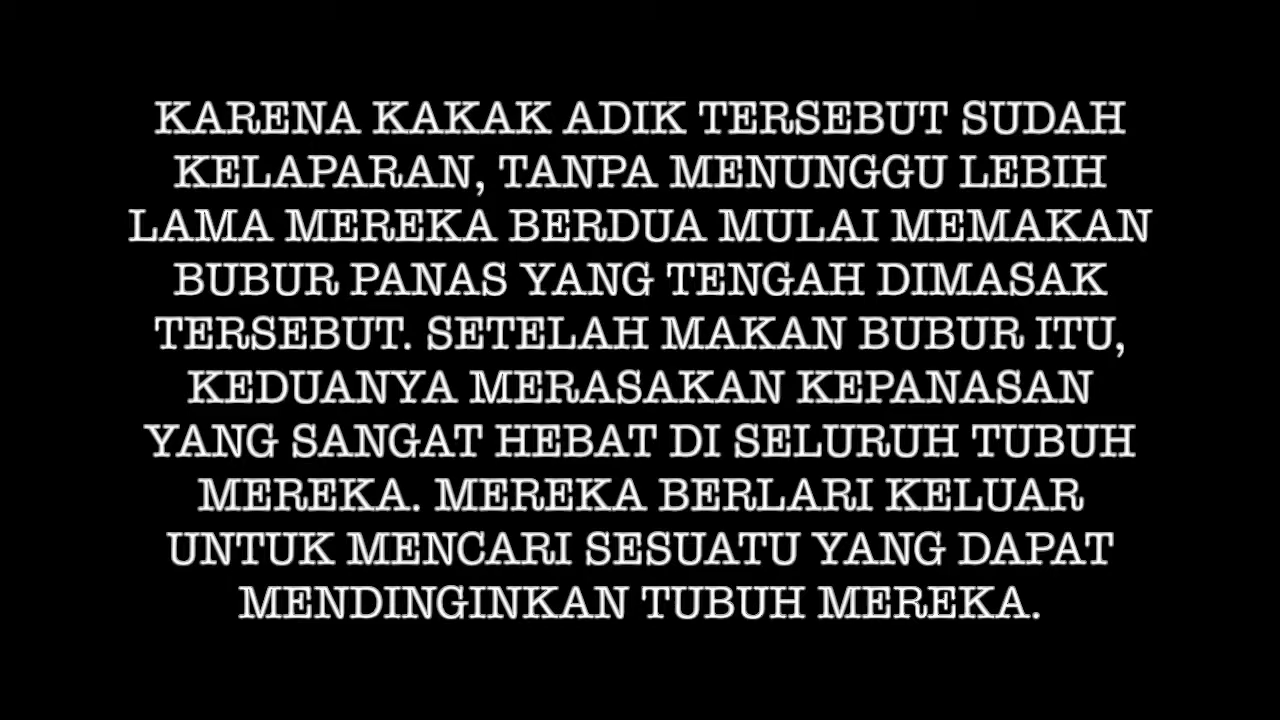 KARENA KAKAK ADIK TERSEBUT SUDAH
KELAPARAN, TANPA MENUNGGU LEBIH
LAMA MEREKA BERDUA MULAI MEMAKAN
BUBUR PANAS YANG TENGAH DIMASAK
TERSEBUT. SETELAH MAKAN BUBUR ITU,
KEDUANYA MERASAKAN KEPANASAN
YANG SANGAT HEBAT DI SELURUH TUBUH
MEREKA. MEREKA BERLARI KELUAR
UNTUK MENCARI SESUATU YANG DAPAT
MENDINGINKAN TUBUH MEREKA.